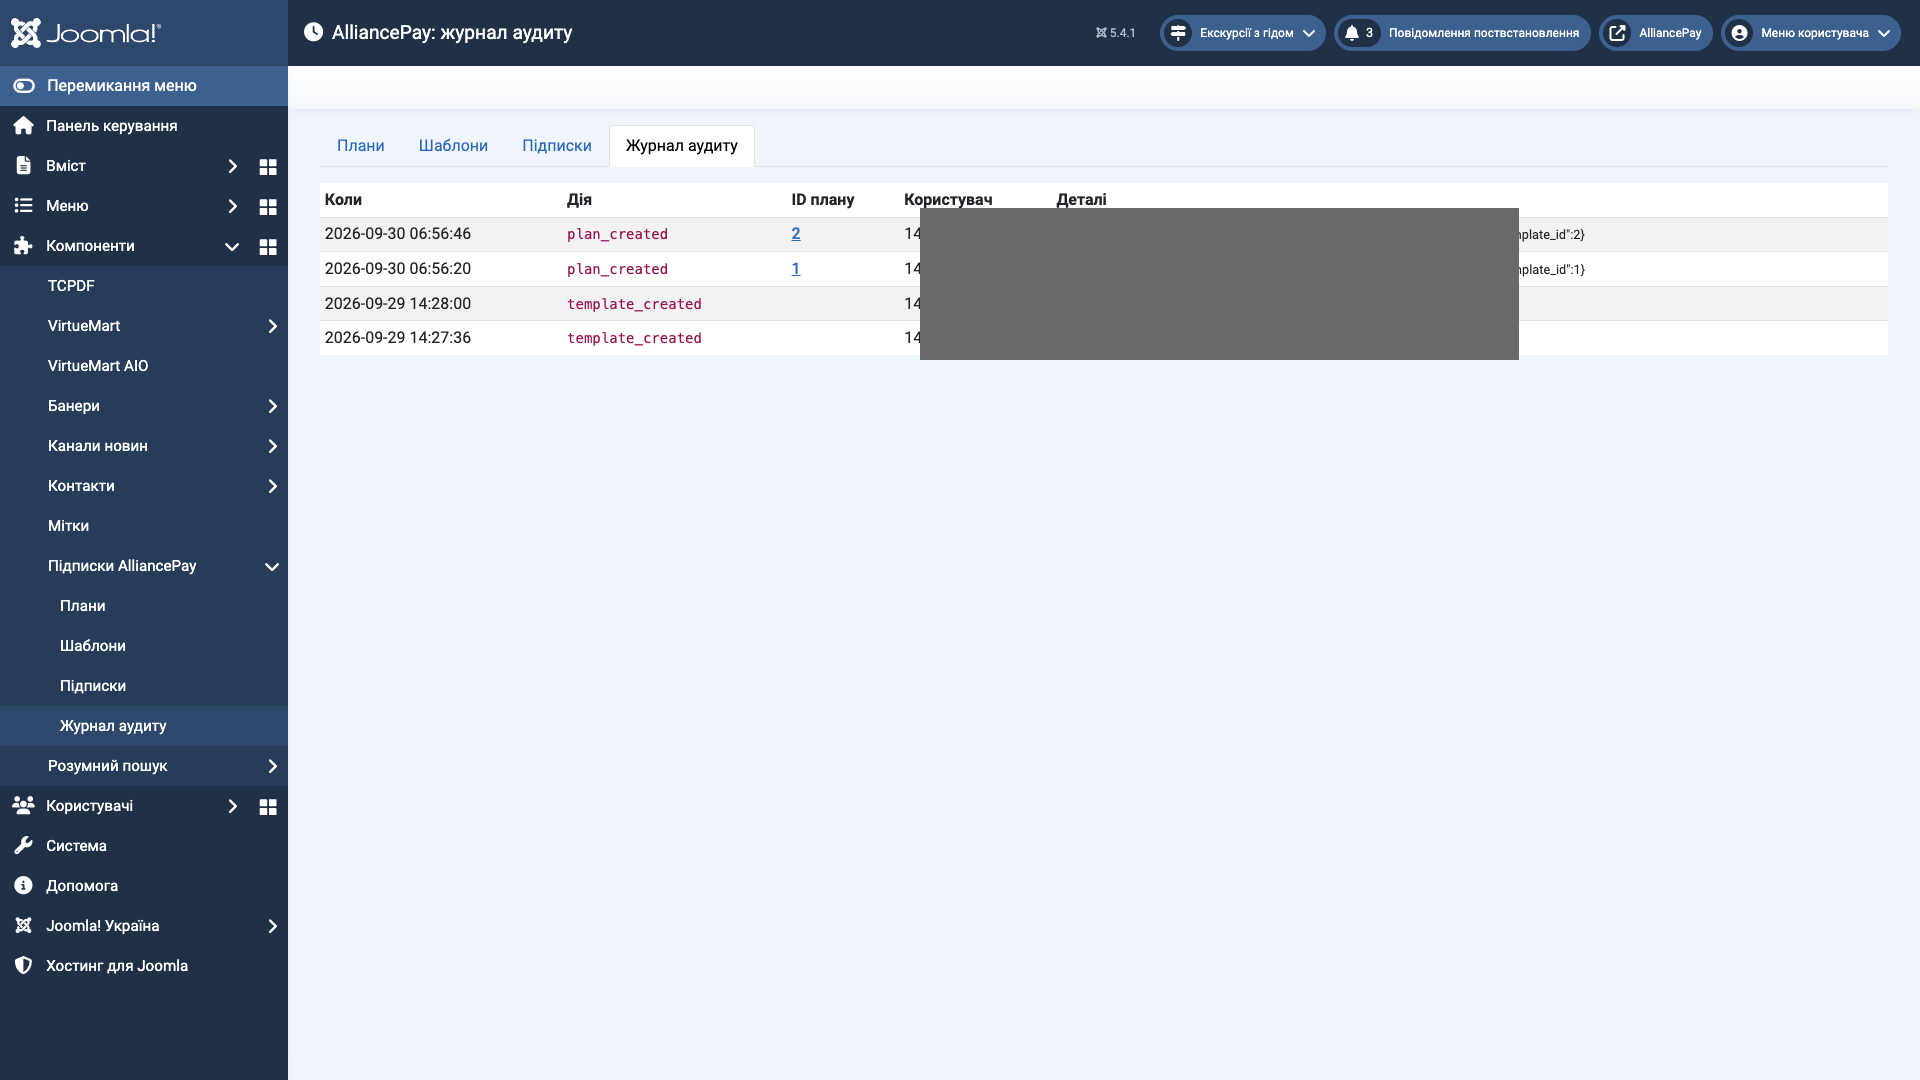 Joomla!
AlliancePay: журнал аудиту
5.4.1
Екскурсії з гідом
3 Повідомлення поствстановлення
AlliancePay
Меню користувача
Перемикання меню
Панель керування
Вміст
Меню
Компоненти
TCPDF
VirtueMart
VirtueMart AIO
Банери
Канали новин
Контакти
Мітки
Підписки AlliancePay
Плани
Шаблони
Підписки
Журнал аудиту
Розумний пошук
Користувачі
Система
Допомога
Joomla! Україна
Хостинг для Joomla
Плани Шаблони Підписки Журнал аудиту
Коли Дія ID плану Користувач Деталі
2026-09-30 06:56:46 plan_created 2 14 plate_id":2}
2026-09-30 06:56:20 plan_created 1 14 plate_id":1}
2026-09-29 14:28:00 template_created 14
2026-09-29 14:27:36 template_created 14